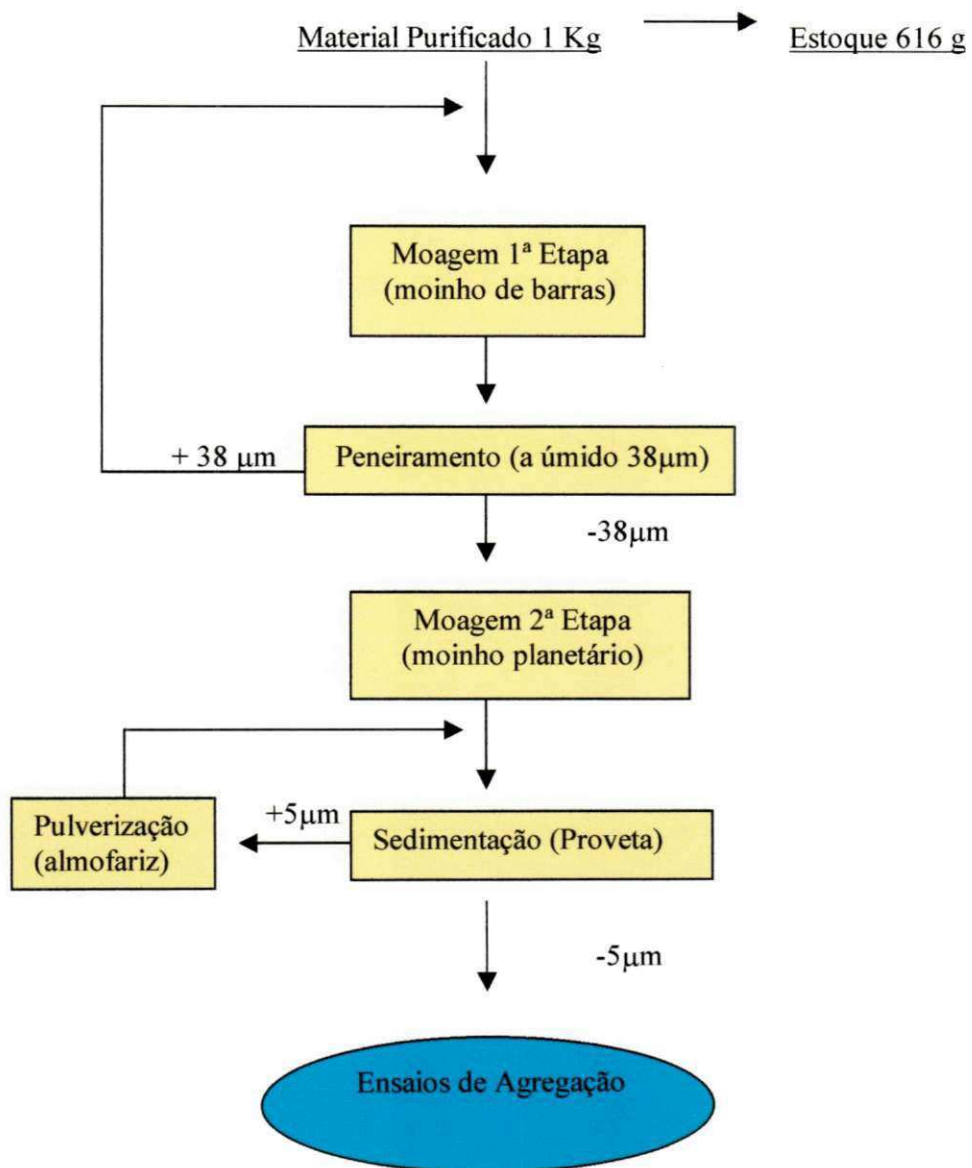 Material Purificado 1 Kg
Estoque 616 g
Moagem 1ª Etapa
(moinho de barras)
+ 38 µm
Peneiramento (a úmido 38µm)
-38µm
Moagem 2ª Etapa
(moinho planetário)
Pulverização
(almofariz)
+5µm
Sedimentação (Proveta)
-5µm
Ensaios de Agregação